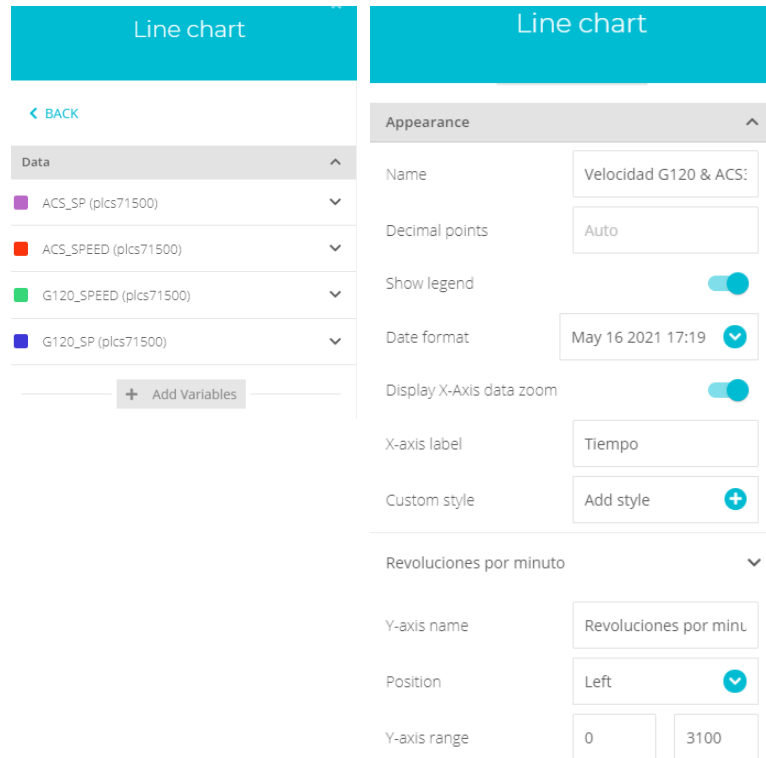 Line chart
BACK
Data
ACS_SP (plcs71500)
ACS_SPEED (plcs71500)
G120_SPEED (plcs71500)
G120_SP (plcs71500)
+ Add Variables
Line chart
Appearance
Name Velocidad G120 & ACS
Decimal points Auto
Show legend
Date format May 16 2021 17:19
Display X-Axis data zoom
X-axis label Tiempo
Custom style Add style
Revoluciones por minuto
Y-axis name Revoluciones por minu
Position Left
Y-axis range 0 3100